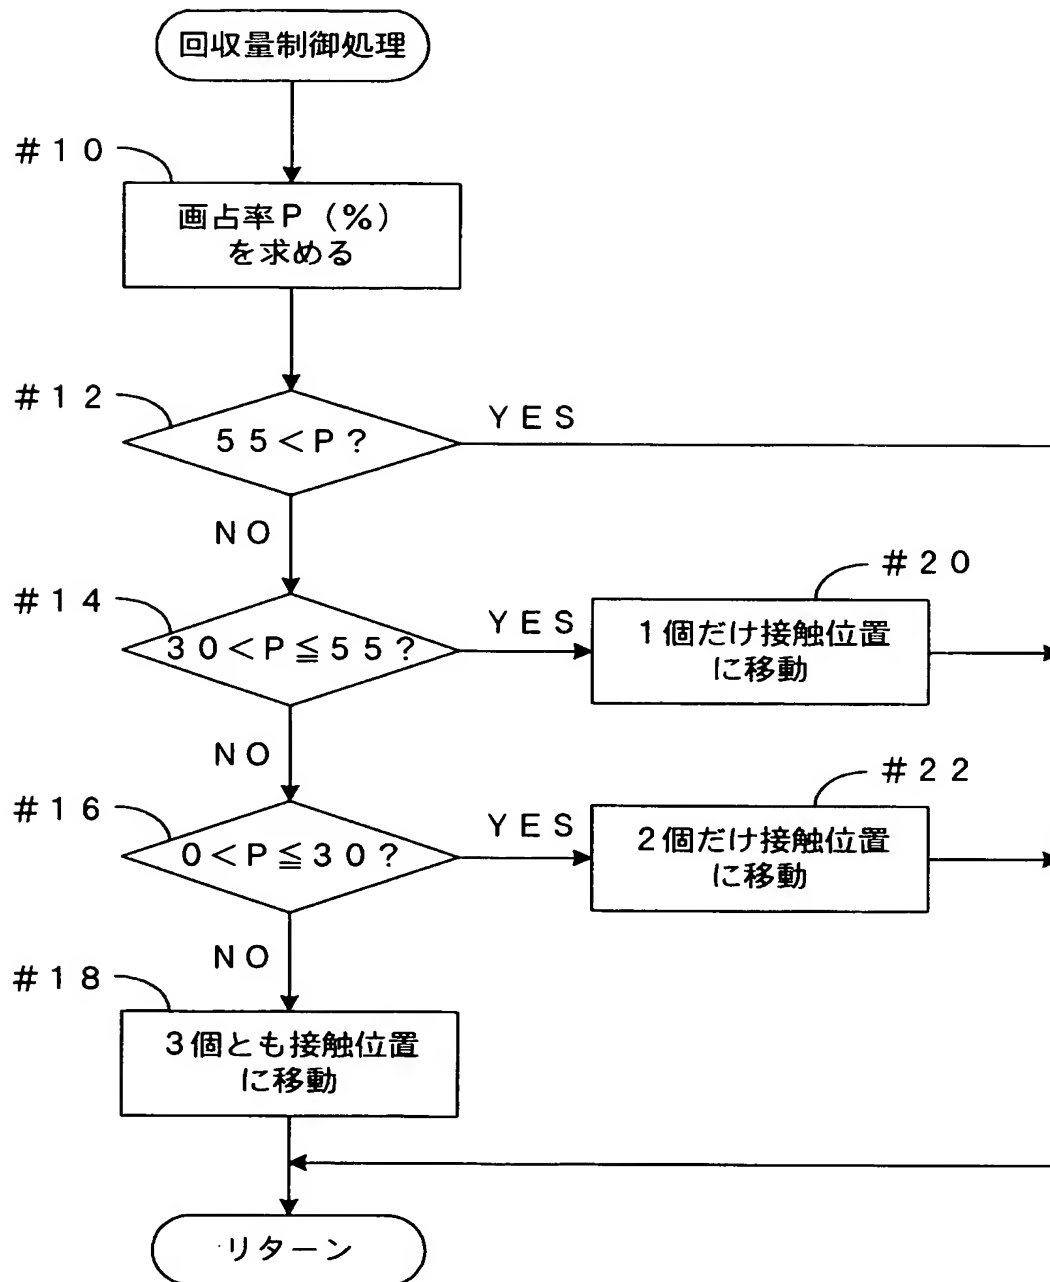 回収量制御処理
#10
画占率P(%)
を求める
#12
55<P?
YES
NO
#14
30<P≦55?
YES
#20
1個だけ接触位置
に移動
NO
#16
0<P≦30?
YES
#22
2個だけ接触位置
に移動
NO
#18
3個とも接触位置
に移動
リターン